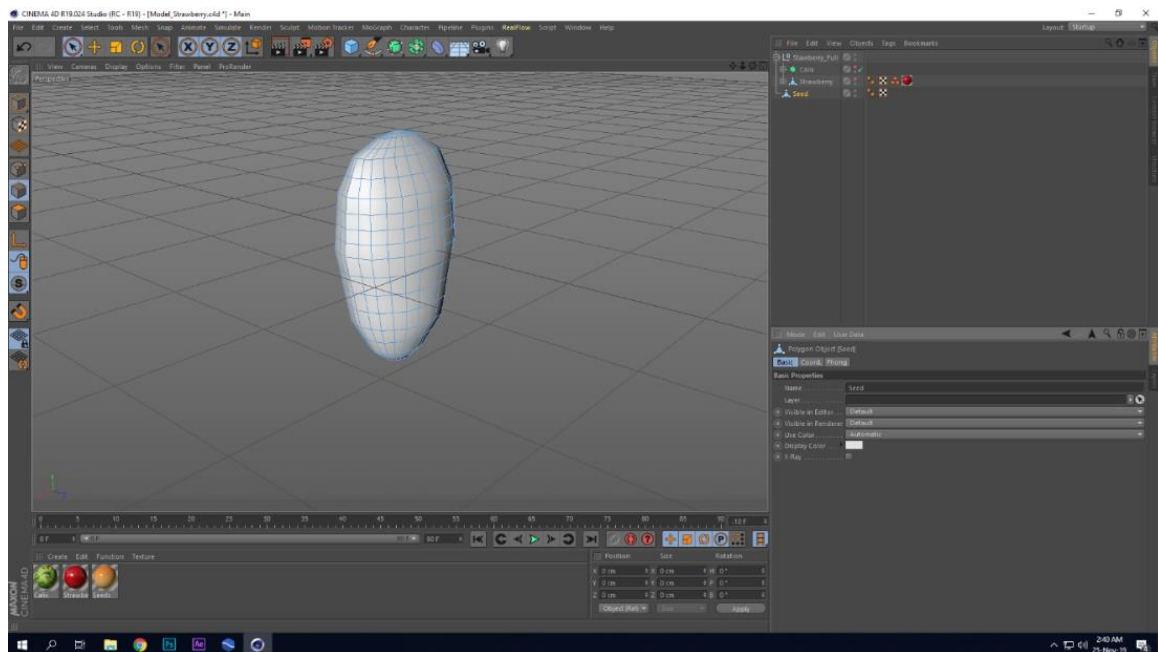 CINEMA 4D R19.024 Studio (RC - R19) - [Model_Strawberry.c4d *] - Main
File Edit Create Select Tools Mesh Snap Animate Simulate Render Sculpt Motion Tracker MoGraph Character Pipeline Plugins RealFlow Script Window Help
Layout: Startup
File Edit View Objects Tags Bookmarks
View Cameras Display Options Filter Panel ProRender
Perspective
Strawberry
Seed
Mode Edit User Data
Polygon Object [Seed]
Basic Coord. Phong
Basic Properties
Name Seed
Layer
Visible in Editor Default
Visible in Renderer Default
Use Color Automatic
Display Color
X-Ray
0 5 10 15 20 25 30 35 40 45 50 55 60 65 70 75 80 85 90
0 F 0 F 90 F 90 F
Create Edit Function Texture
Position Size Rotation
X 0 cm X 0 cm H 0°
Y 0 cm Y 0 cm P 0°
Z 0 cm Z 0 cm B 0°
Object (Rel) Size Apply
Seeds
MAXON CINEMA 4D
Ps Ae
2:40 AM
25-Nov-19